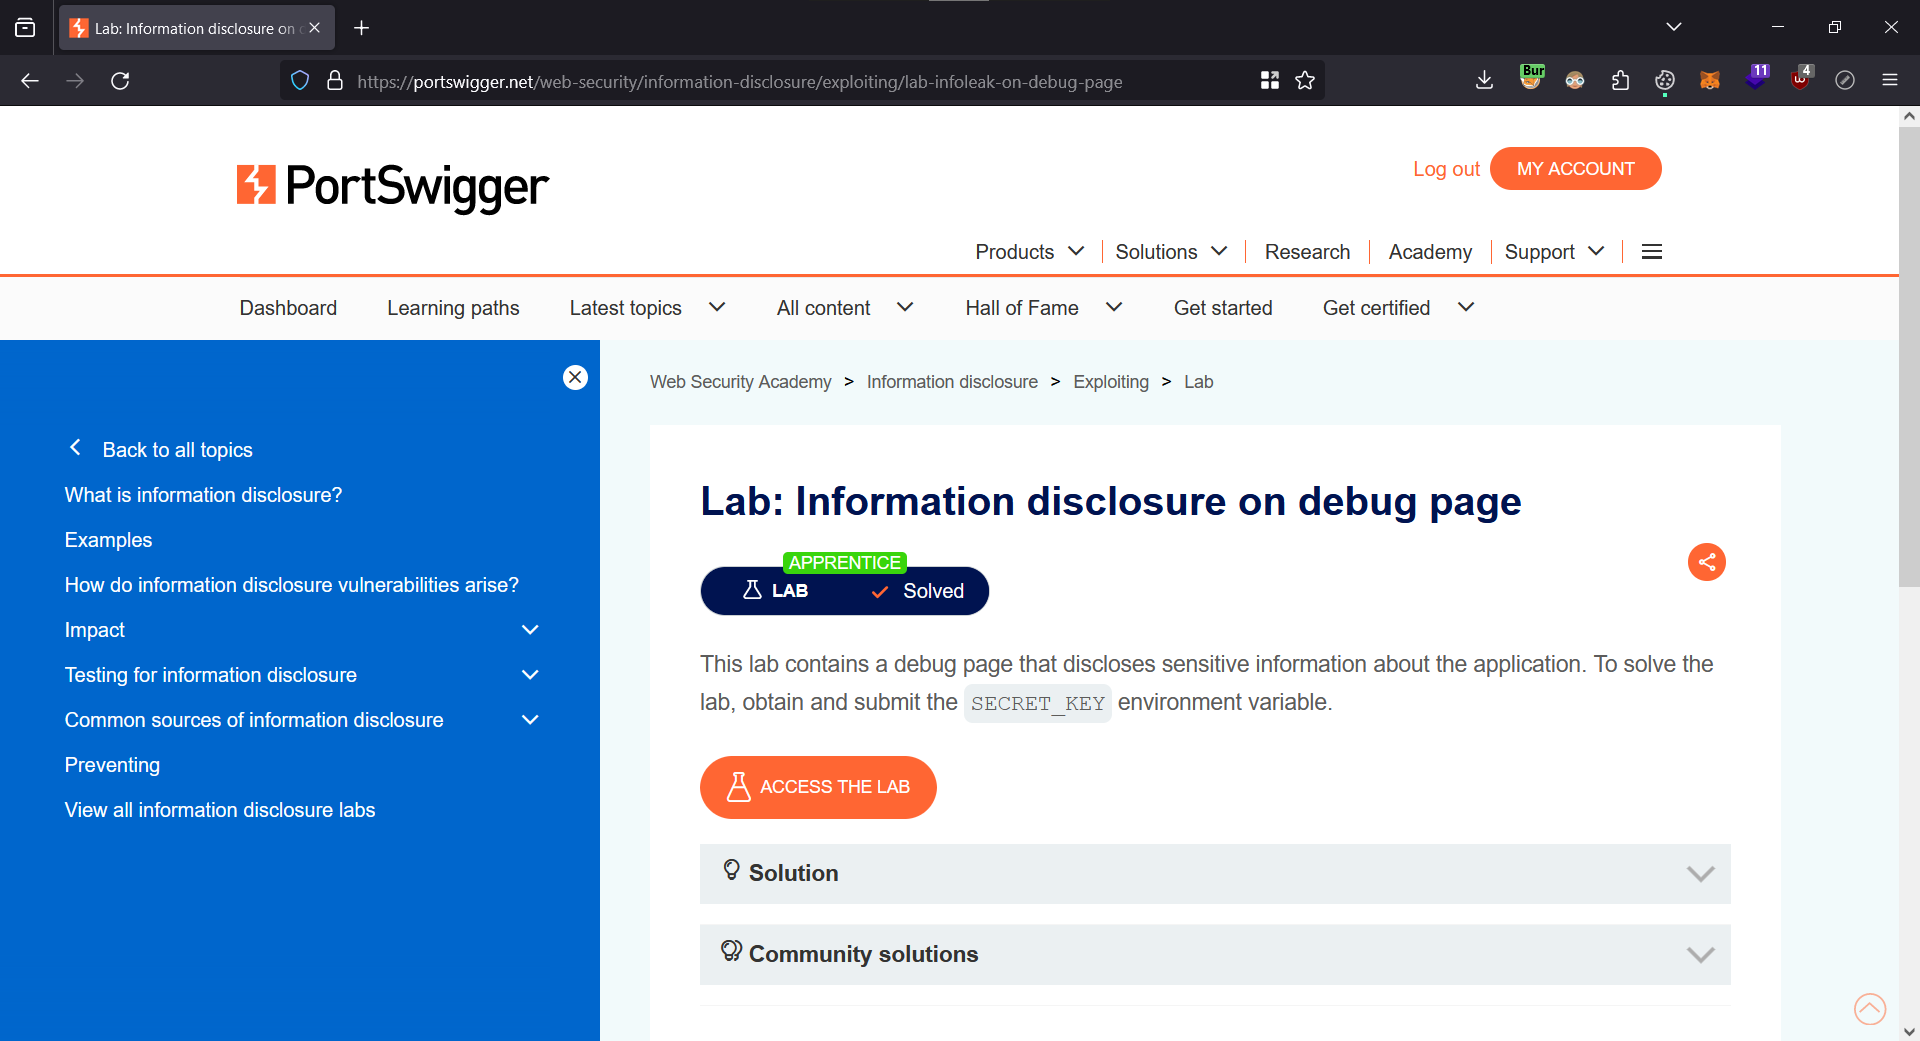 Lab: Information disclosure on
https://portswigger.net/web-security/information-disclosure/exploiting/lab-infoleak-on-debug-page
Bur
11
4
PortSwigger
Log out
MY ACCOUNT
Products
Solutions
Research
Academy
Support
Dashboard
Learning paths
Latest topics
All content
Hall of Fame
Get started
Get certified
Back to all topics
What is information disclosure?
Examples
How do information disclosure vulnerabilities arise?
Impact
Testing for information disclosure
Common sources of information disclosure
Preventing
View all information disclosure labs
Web Security Academy > Information disclosure > Exploiting > Lab
Lab: Information disclosure on debug page
APPRENTICE
LAB
Solved
This lab contains a debug page that discloses sensitive information about the application. To solve the
lab, obtain and submit the SECRET_KEY environment variable.
ACCESS THE LAB
Solution
Community solutions